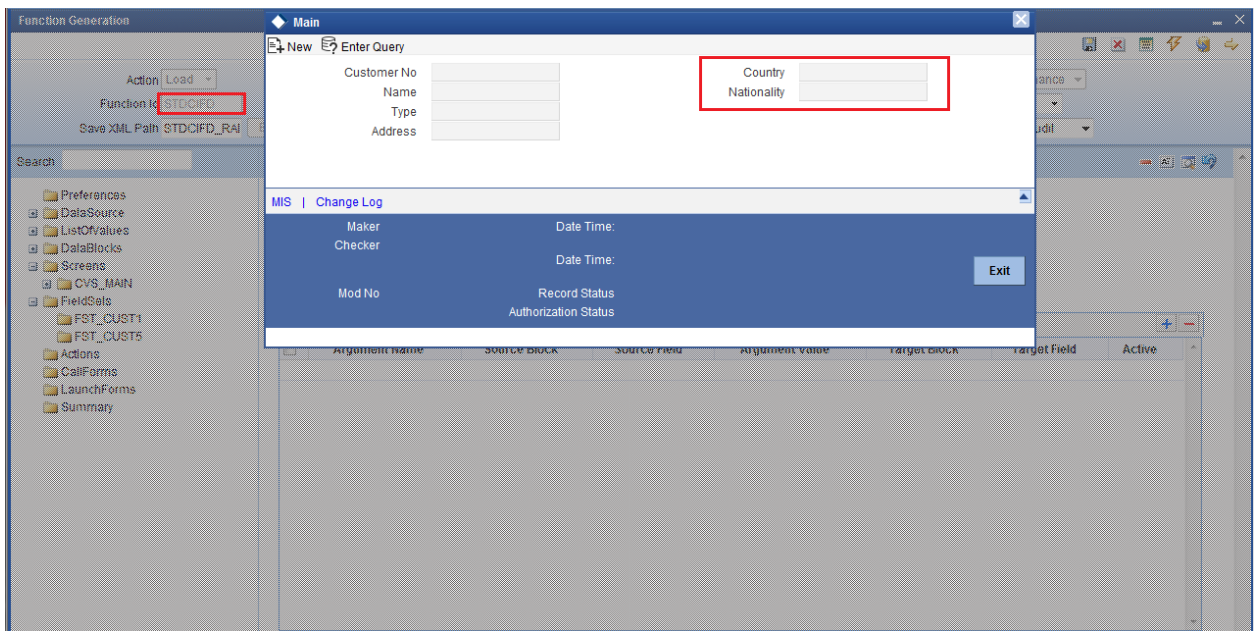 Function Generation
Main
New Enter Query
Action Load
Function Id STDCIFD
Save XML Path STDCIFD_RAI
Customer No
Name
Type
Address
Country
Nationality
Search
MIS | Change Log
Preferences
DataSource
ListOfValues
DataBlocks
Screens
CVS_MAIN
FieldSets
FST_CUST1
FST_CUST5
Actions
CallForms
LaunchForms
Summary
Maker Date Time:
Checker
Date Time:
Exit
Mod No Record Status
Authorization Status
Argument Name Source Block Source Field Argument Value Target Block Target Field Active